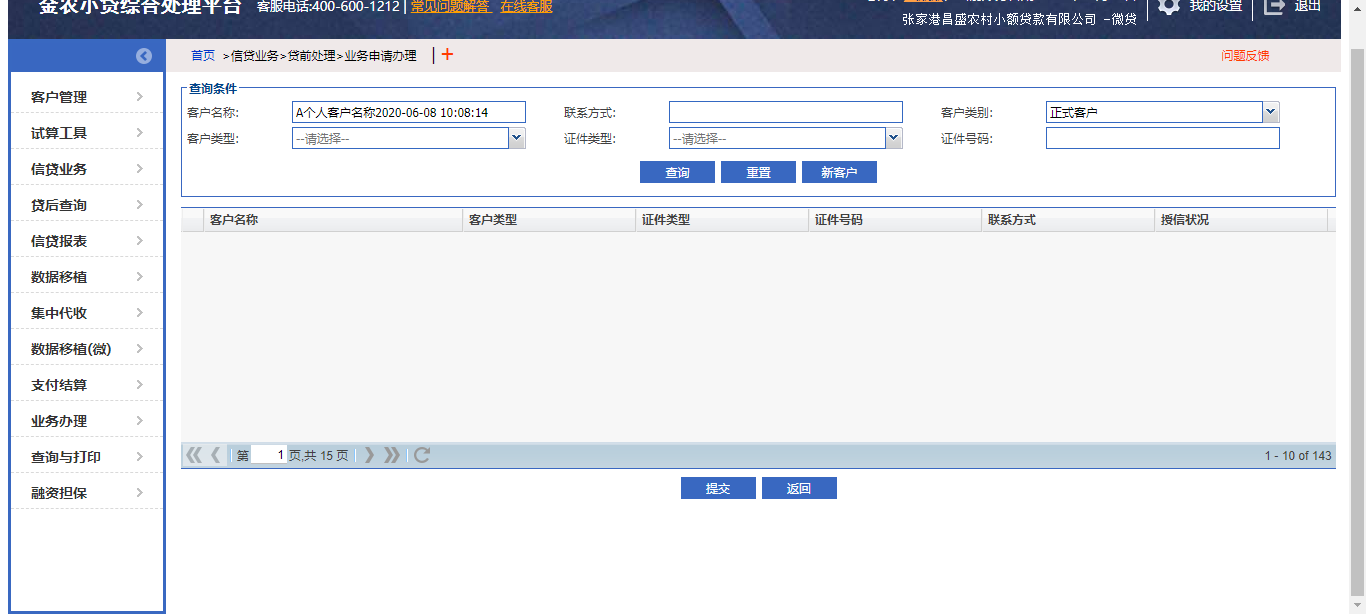 金农小贷综合处理平台 客服电话:400-600-1212 | 常见问题解答 在线客服
张家港昌盛农村小额贷款有限公司 -微贷 我的设置 退出
首页 >信贷业务>贷前处理>业务申请办理 | + 问题反馈
客户管理
试算工具
信贷业务
贷后查询
信贷报表
数据移植
集中代收
数据移植(微)
支付结算
业务办理
查询与打印
融资担保
查询条件
客户名称: A个人客户名称2020-06-08 10:08:14 联系方式: 客户类别: 正式客户
客户类型: --请选择-- 证件类型: --请选择-- 证件号码:
查询 重置 新客户
客户名称 客户类型 证件类型 证件号码 联系方式 授信状况
第 1 页,共 15 页 1 - 10 of 143
提交 返回